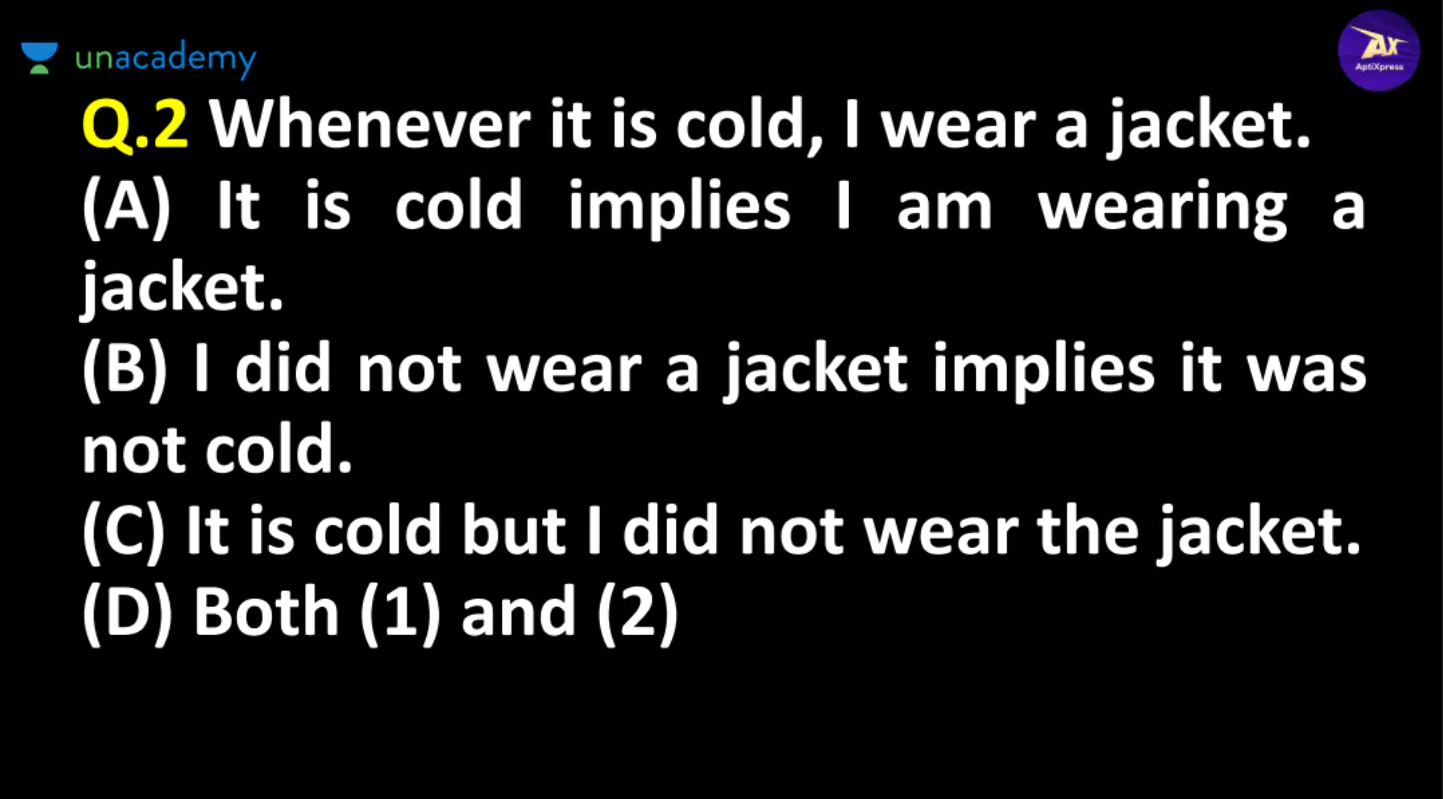 unacademy
AX
AptiXpress
Q.2 Whenever it is cold, I wear a jacket.
(A) It is cold implies I am wearing a
jacket.
(B) I did not wear a jacket implies it was
not cold.
(C) It is cold but I did not wear the jacket.
(D) Both (1) and (2)